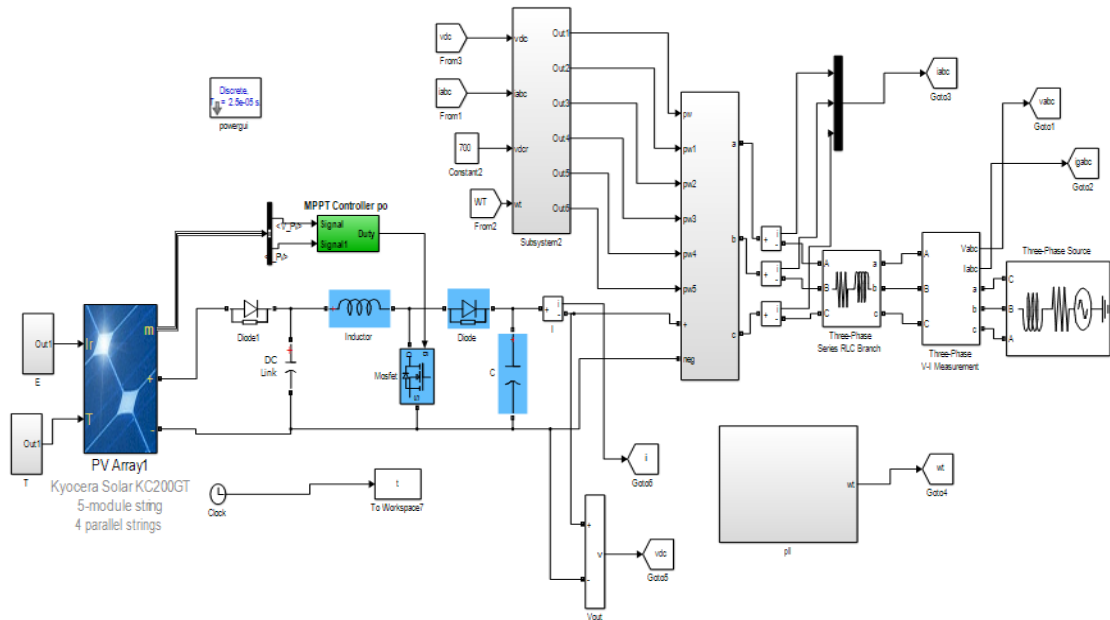 vdc
From3
iabc
From1
700
Constant2
WT
From2
vdc
iabc
vdcr
wt
Out1
Out2
Out3
Out4
Out5
Out6
Subsystem2
pw
pw1
pw2
pw3
pw4
pw5
+
neg
a
b
c
i
+
-
i
+
-
i
+
-
iabc
Goto3
vabc
Goto1
igabc
Goto2
A
B
C
a
b
c
Three-Phase
Series RLC Branch
A
B
C
Vabc
Iabc
a
b
c
Three-Phase
V-I Measurement
Three-Phase Source
C
B
A
Discrete,
= 2.5e-05 s.
powergui
MPPT Controller po
Signal
Signal1
Duty
Out1
E
Out1
T
Ir
T
m
+
-
PV Array1
Kyocera Solar KC200GT
5-module string
4 parallel strings
Diode1
DC
Link
+
Inductor
Mosfet
g
D
S
Diode
C
+
i
+
-
I
i
Goto6
Clock
t
To Workspace7
+
-
v
Vout
vdc
Goto5
wt
pll
wt
Goto4